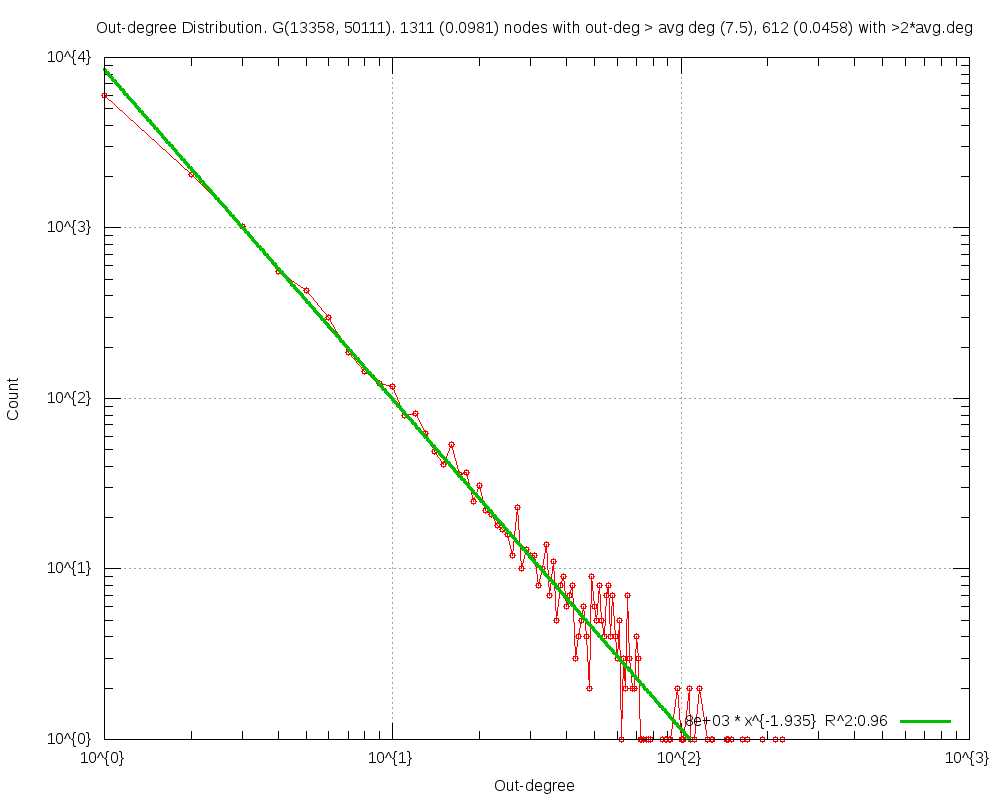 Out-degree Distribution. G(13358, 50111). 1311 (0.0981) nodes with out-deg > avg deg (7.5), 612 (0.0458) with >2*avg.deg
10^{4}
10^{3}
10^{2}
10^{1}
10^{0}
Count
8e+03 * x^{-1.935} R^2:0.96
10^{0}
10^{1}
10^{2}
10^{3}
Out-degree